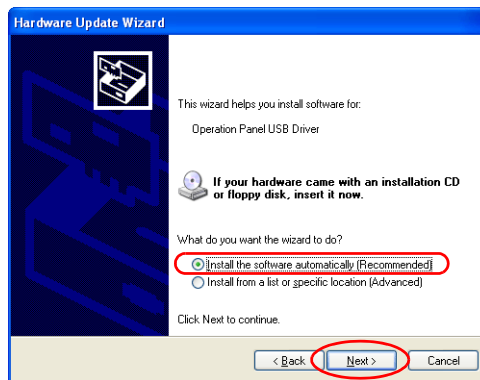 Hardware Update Wizard
This wizard helps you install software for:
Operation Panel USB Driver
If your hardware came with an installation CD
or floppy disk, insert it now.
What do you want the wizard to do?
Install the software automatically (Recommended)
Install from a list or specific location (Advanced)
Click Next to continue.
< Back Next > Cancel